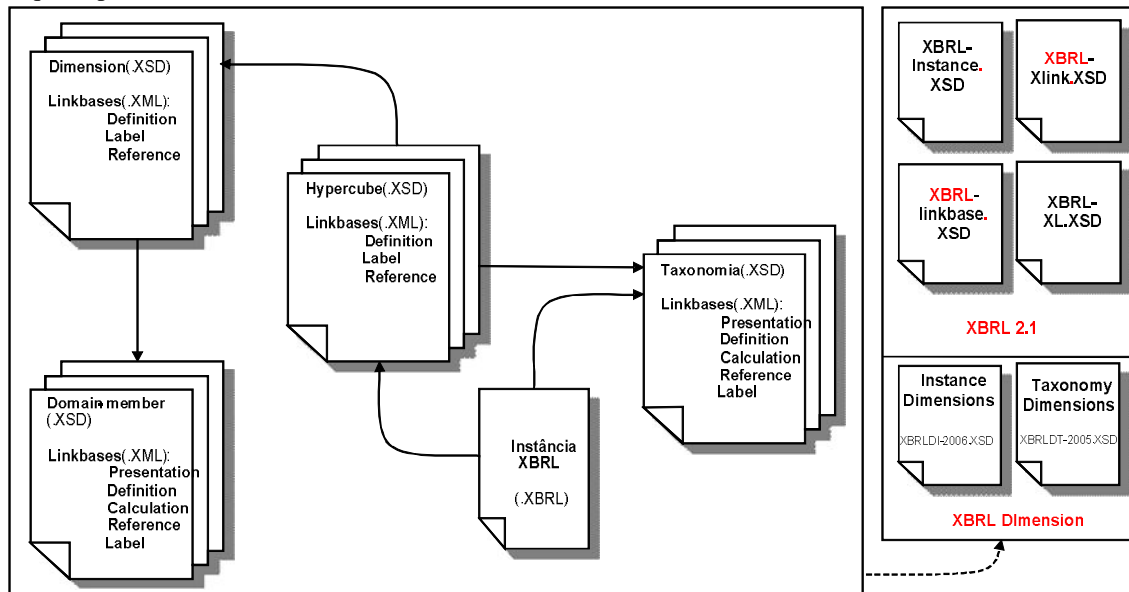 Dimension(.XSD)
Linkbases(.XML):
Definition
Label
Reference
Hypercube(.XSD)
Linkbases(.XML):
Definition
Label
Reference
Taxonomia(.XSD)
Linkbases(.XML):
Presentation
Definition
Calculation
Reference
Label
Domain-member
(.XSD)
Linkbases(.XML):
Presentation
Definition
Calculation
Reference
Label
Instância
XBRL
(.XBRL)
XBRL-
Instance.
XSD
XBRL-
Xlink.XSD
XBRL-
linkbase.
XSD
XBRL-
XL.XSD
XBRL 2.1
Instance
Dimensions
XBRLDI-2006.XSD
Taxonomy
Dimensions
XBRLDT-2005.XSD
XBRL DImension